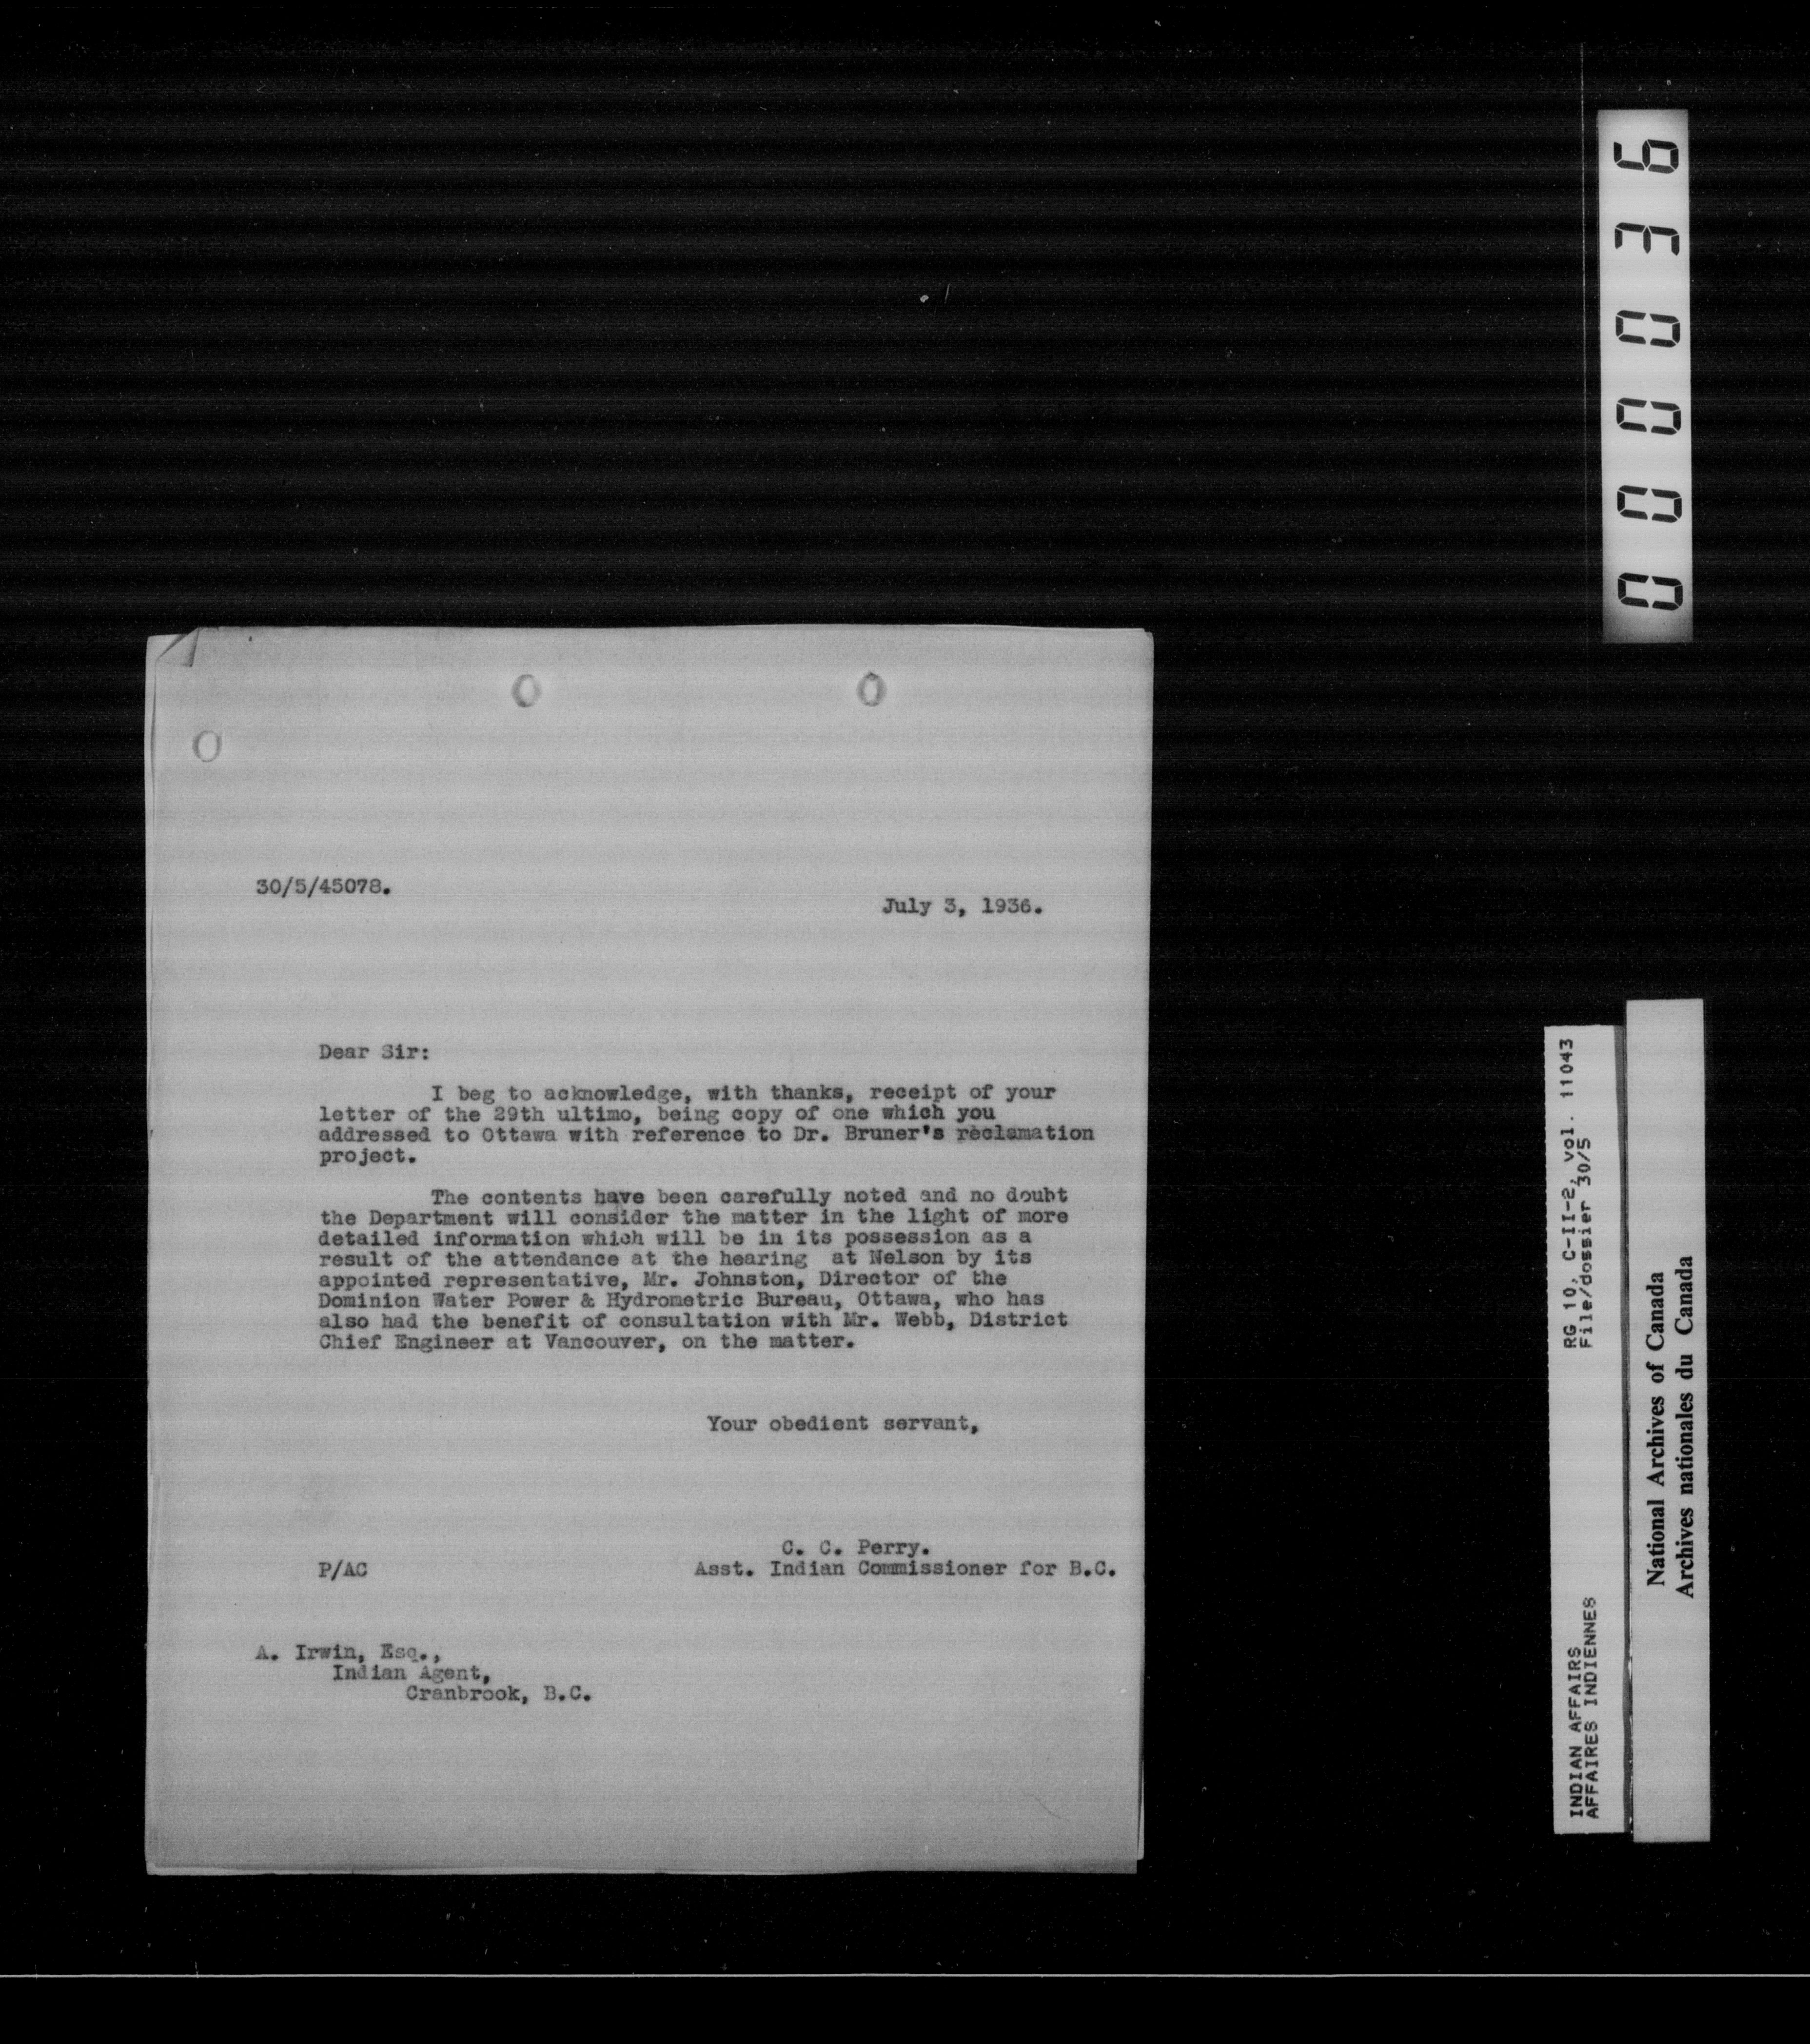 30/5/45078.
July 3, 1936.
Dear Sir:
I beg to acknowledge, with thanks, receipt of your
letter of the 29th ultimo, being copy of one which you
addressed to Ottawa with reference to Dr. Bruner's reclamation
project.
The contents have been carefully noted and no doubt
the Department will consider the matter in the light of more
detailed information which will be in its possession as a
result of the attendance at the hearing at Nelson by its
appointed representative, Mr. Johnston, Director of the
Dominion Water Power & Hydrometric Bureau, Ottawa, who has
also had the benefit of consultation with Mr. Webb, District
Chief Engineer at Vancouver, on the matter.
Your obedient servant,
C. C. Perry.
P/AC Asst. Indian Commissioner for B.C.
A. Irwin, Esq.,
Indian Agent,
Cranbrook, B.C.
000036
INDIAN AFFAIRS RG 10, C-II-2, vol. 11043
AFFAIRES INDIENNES File/dossier 30/5
National Archives of Canada
Archives nationales du Canada